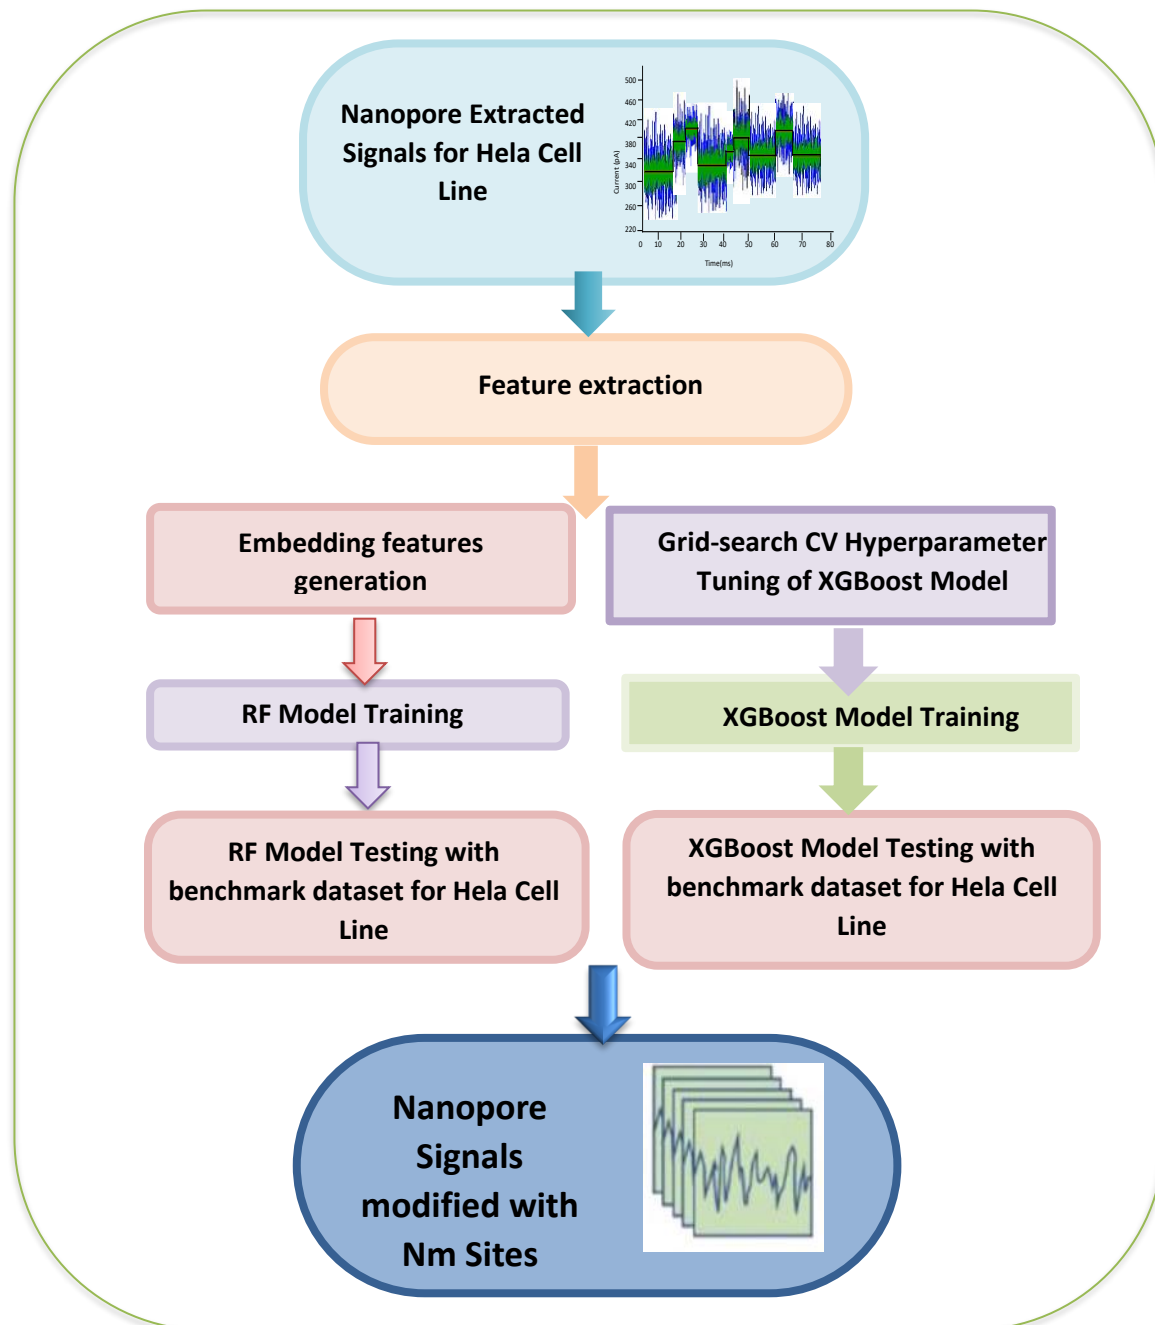 Nanopore Extracted
Signals for Hela Cell
Line
500
460
420
380
340
300
260
220
Current (pA)
0 10 20 30 40 50 60 70 80
Time(ms)
Feature extraction
Embedding features
generation
Grid-search CV Hyperparameter
Tuning of XGBoost Model
RF Model Training
XGBoost Model Training
RF Model Testing with
benchmark dataset for Hela Cell
Line
XGBoost Model Testing with
benchmark dataset for Hela Cell
Line
Nanopore
Signals
modified with
Nm Sites